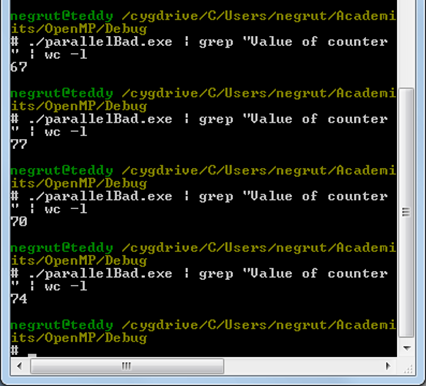 negrut@teddy /cygdrive/C/Users/negrut/Academi
its/OpenMP/Debug
# ./parallelBad.exe | grep "Value of counter
" | wc -l
67
negrut@teddy /cygdrive/C/Users/negrut/Academi
its/OpenMP/Debug
# ./parallelBad.exe | grep "Value of counter
" | wc -l
77
negrut@teddy /cygdrive/C/Users/negrut/Academi
its/OpenMP/Debug
# ./parallelBad.exe | grep "Value of counter
" | wc -l
70
negrut@teddy /cygdrive/C/Users/negrut/Academi
its/OpenMP/Debug
# ./parallelBad.exe | grep "Value of counter
" | wc -l
74
negrut@teddy /cygdrive/C/Users/negrut/Academi
its/OpenMP/Debug
#